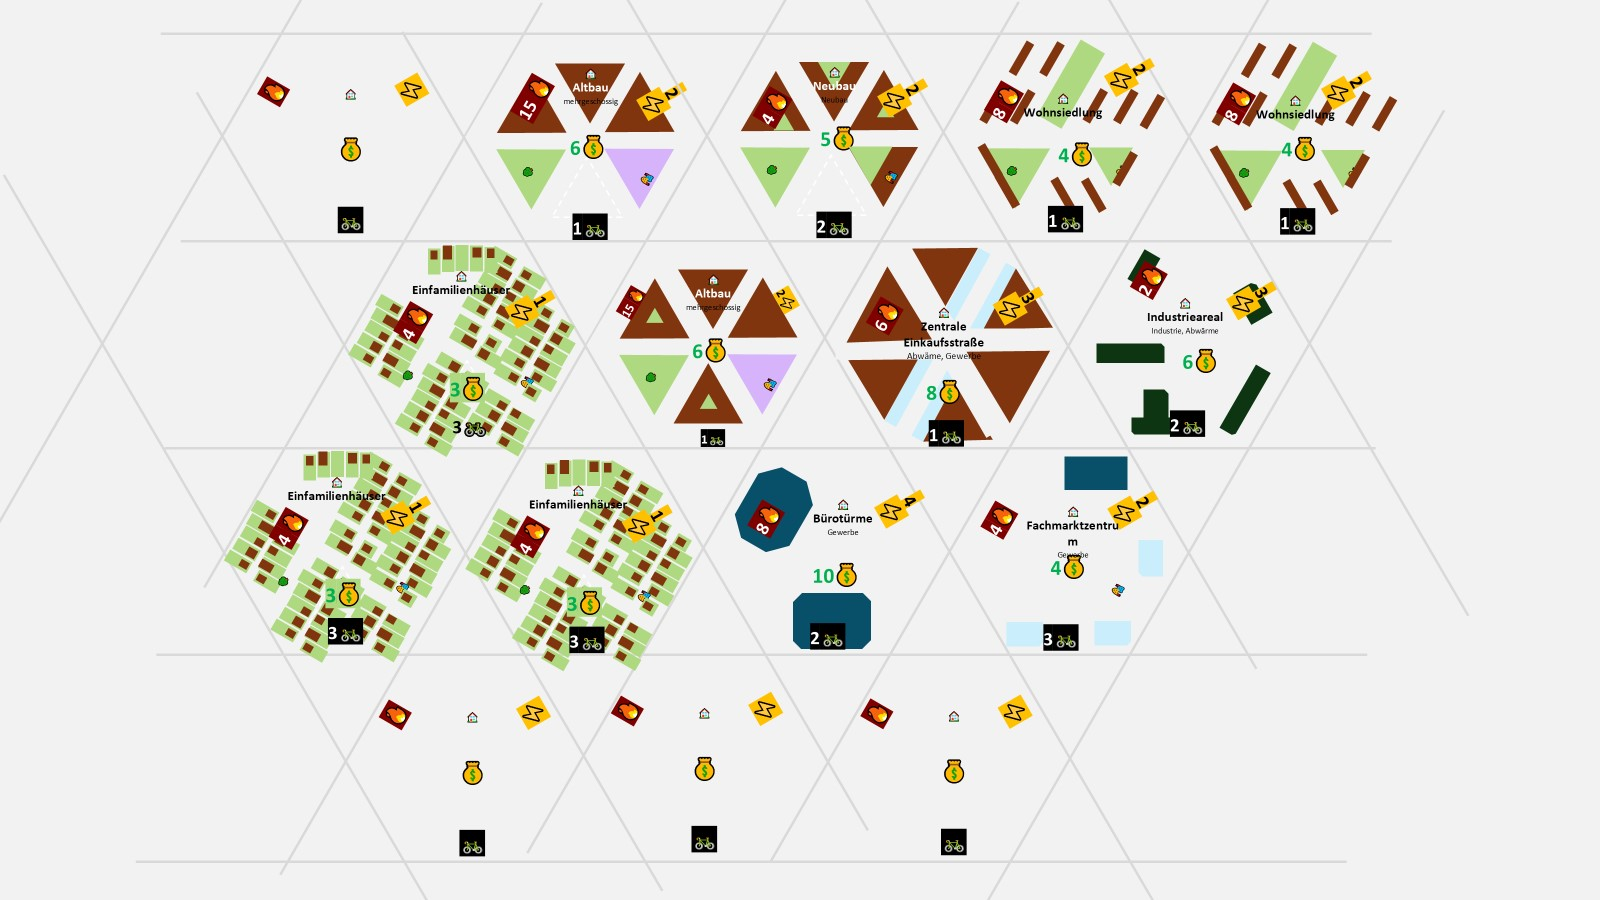 15
Altbau
mehrgeschossig
2
6
1
4
Neubau
Neubau
2
5
2
8
Wohnsiedlung
2
4
1
8
Wohnsiedlung
2
4
1
Einfamilienhäuser
4
1
3
3
15
Altbau
mehrgeschossig
2
6
1
6
Zentrale
Einkaufsstraße
Abwäme, Gewerbe
3
8
1
2
Industrieareal
Industrie, Abwärme
3
6
2
Einfamilienhäuser
4
1
3
3
Einfamilienhäuser
4
1
3
3
8
Bürotürme
Gewerbe
4
10
2
4
Fachmarktzentru
m
Gewerbe
2
4
3